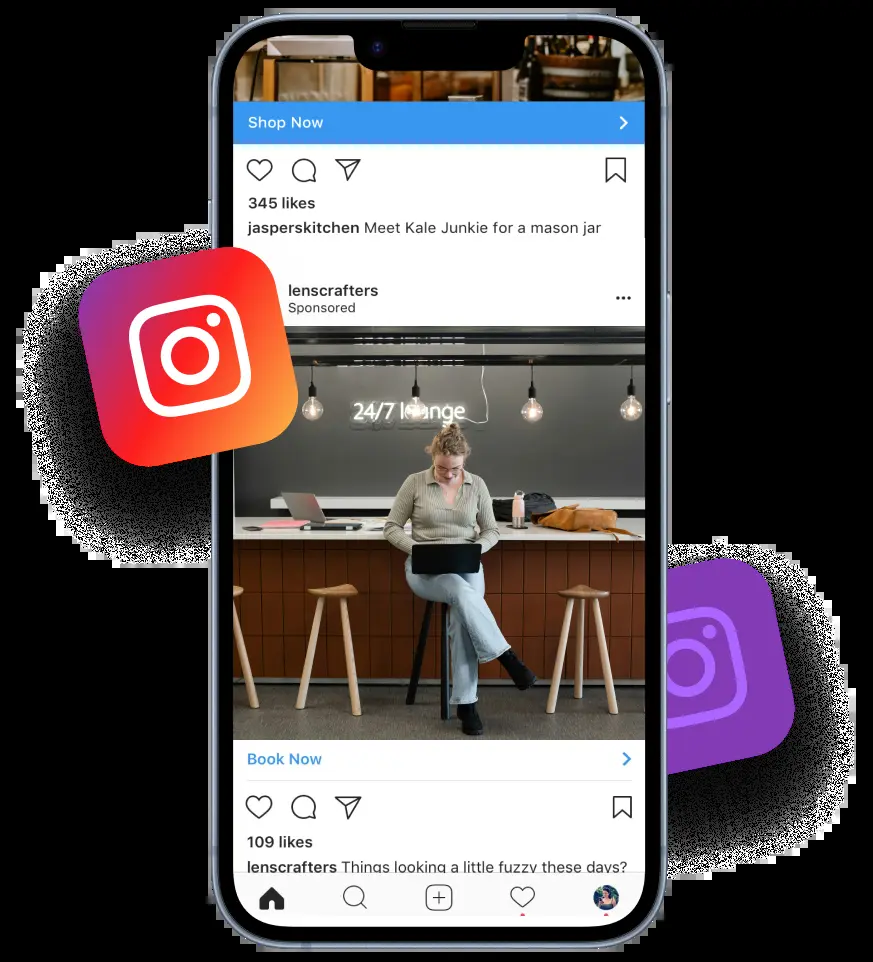 Shop Now
345 likes
jasperskitchen Meet Kale Junkie for a mason jar
lenscrafters
Sponsored
24/7 lounge
Book Now
109 likes
lenscrafters Things looking a little fuzzy these days?